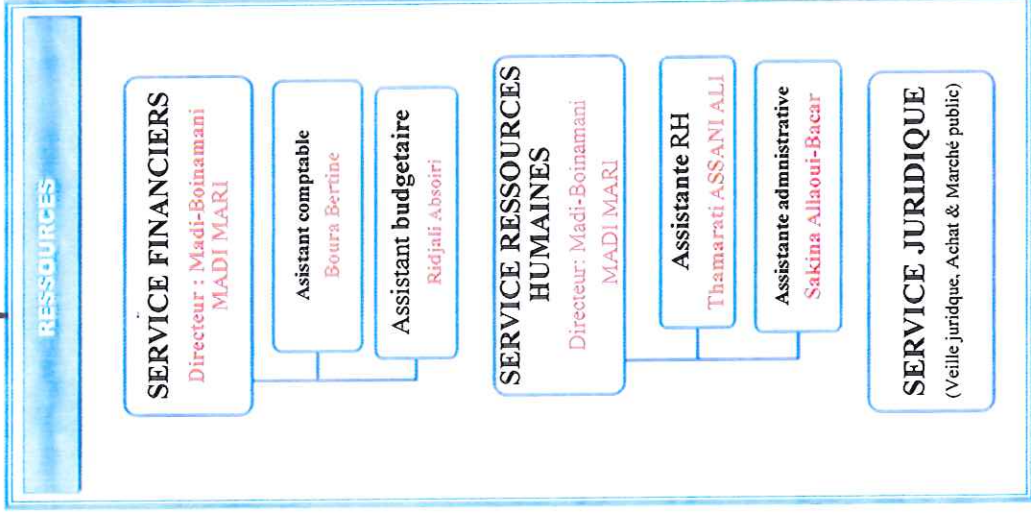 RESSOURCES
SERVICE FINANCIERS
Directeur : Madi-Boinamani
MADI MARI
Asistant comptable
Boura Bertine
Assistant budgetaire
Ridjali Absoiri
SERVICE RESSOURCES
HUMAINES
Directeur: Madi-Boinamani
MADI MARI
Assistante RH
Thamarati ASSANI ALI
Assistante admnistrative
Sakina Allaoui-Bacar
SERVICE JURIDIQUE
(Veille juridque, Achat & Marché public)